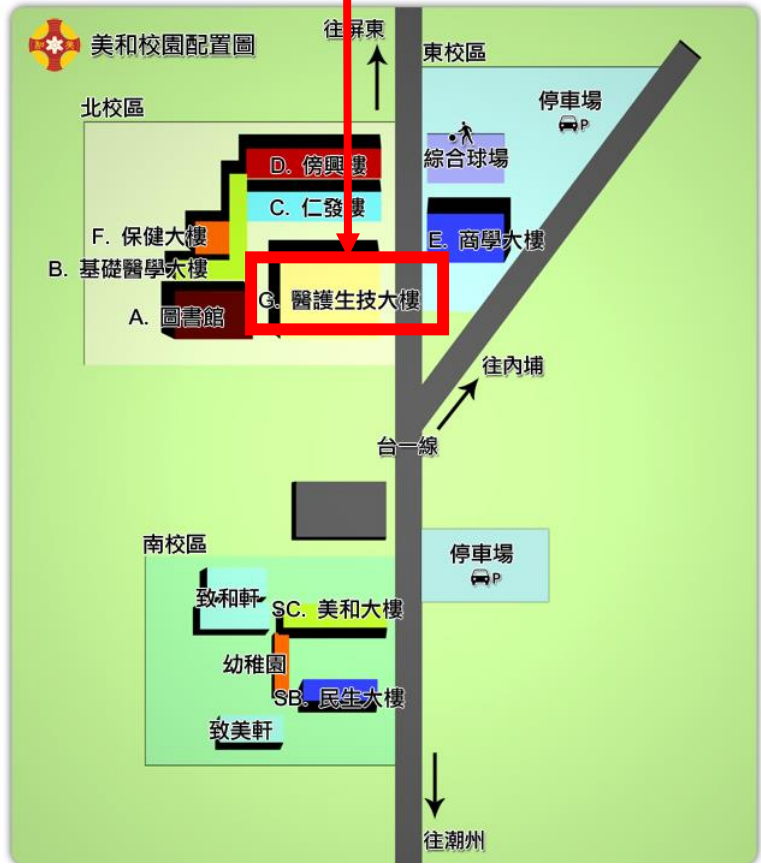 美和校園配置圖
往屏東
東校區
停車場
P
北校區
綜合球場
D. 傍興樓
C. 仁發樓
F. 保健大樓
E. 商學大樓
B. 基礎醫學大樓
G. 醫護生技大樓
A. 圖書館
往內埔
台一線
南校區
停車場
P
致和軒
SC. 美和大樓
幼稚園
SB. 民生大樓
致美軒
往潮州